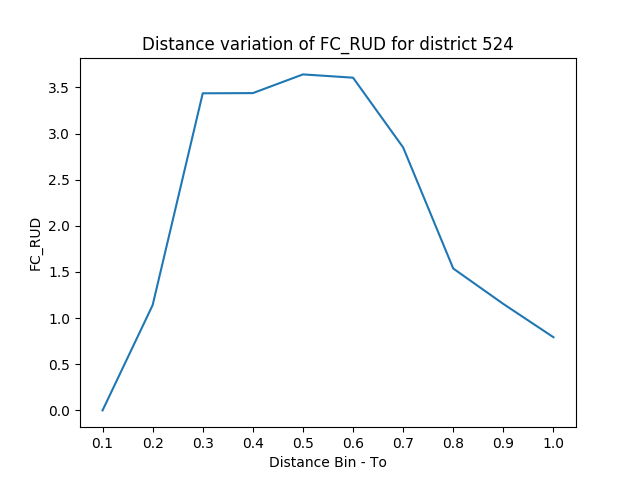 Distance variation of FC_RUD for district 524
FC_RUD
3.5
3.0
2.5
2.0
1.5
1.0
0.5
0.0
0.1 0.2 0.3 0.4 0.5 0.6 0.7 0.8 0.9 1.0
Distance Bin - To